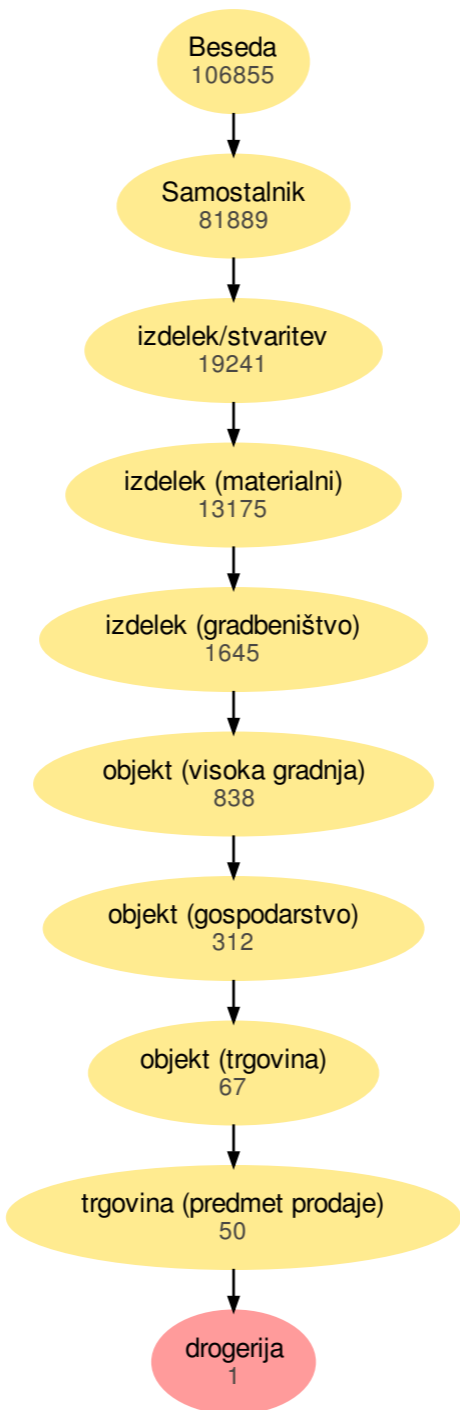 Beseda
106855
Samostalnik
81889
izdelek/stvaritev
19241
izdelek (materialni)
13175
izdelek (gradbeništvo)
1645
objekt (visoka gradnja)
838
objekt (gospodarstvo)
312
objekt (trgovina)
67
trgovina (predmet prodaje)
50
drogerija
1